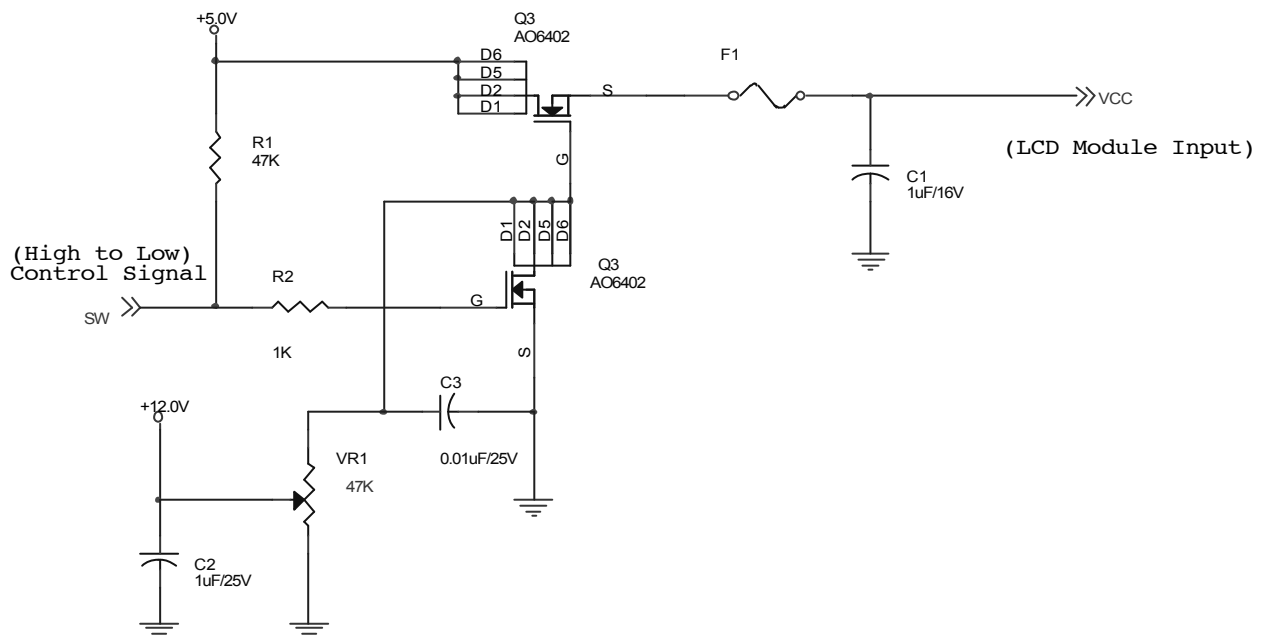 +5.0V
Q3
AO6402
D6
D5
D2
D1
S
G
F1
VCC
(LCD Module Input)
R1
47K
C1
1uF/16V
D1
D2
D5
D6
(High to Low)
Control Signal
SW
R2
1K
G
Q3
AO6402
S
C3
0.01uF/25V
+12.0V
VR1
47K
C2
1uF/25V